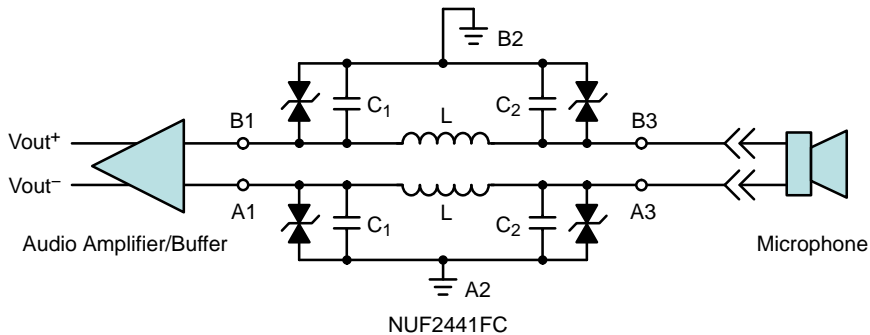 B2
C1
C2
B1
L
B3
Vout+
Vout−
A1
L
A3
C1
C2
Audio Amplifier/Buffer
Microphone
A2
NUF2441FC